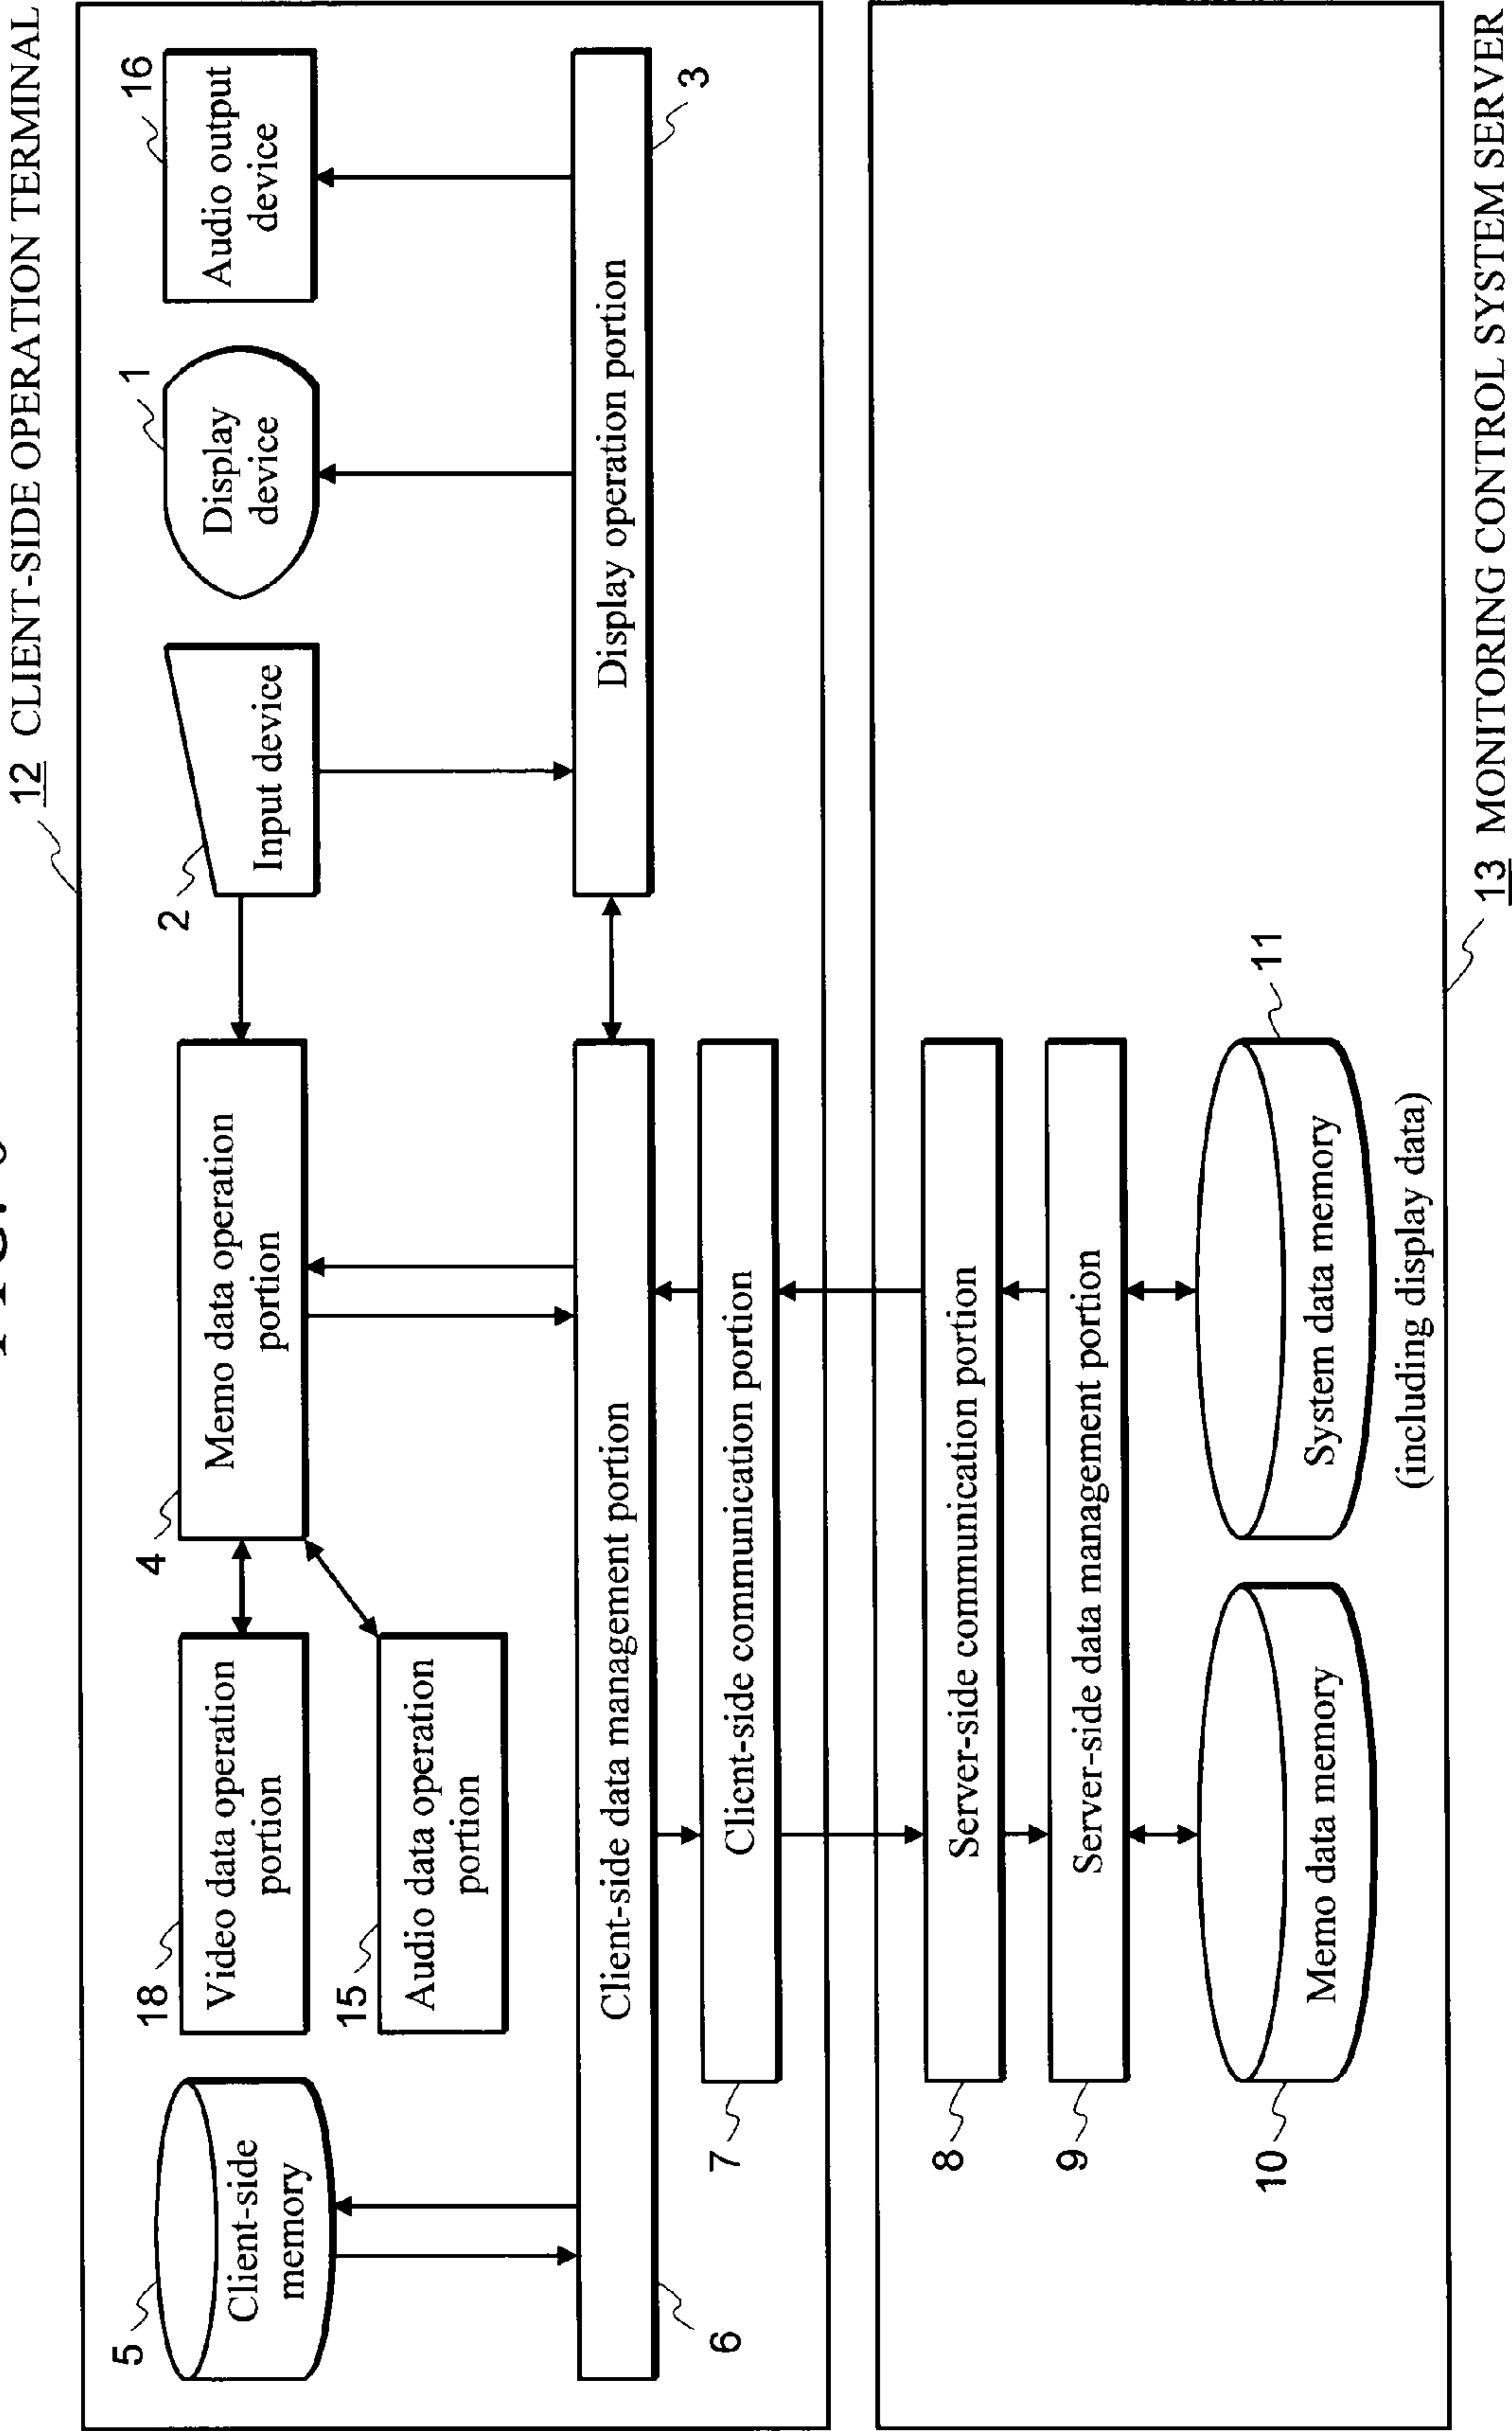 12 CLIENT-SIDE OPERATION TERMINAL
5
Client-side
memory
18
Video data operation
portion
15
Audio data operation
portion
4
Memo data operation
portion
2
Input device
1
Display
device
16
Audio output
device
3
Display operation portion
6
Client-side data management portion
7
Client-side communication portion
8
Server-side communication portion
9
Server-side data management portion
10
Memo data memory
11
System data memory
(including display data)
13 MONITORING CONTROL SYSTEM SERVER